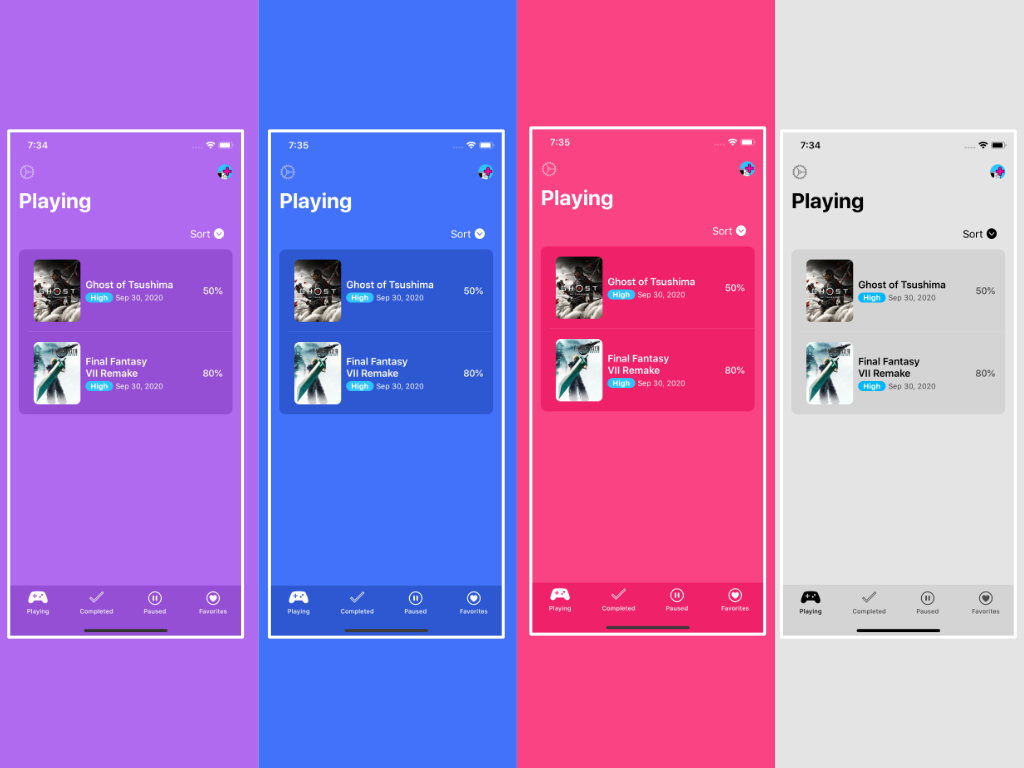 7:34
Playing
Sort
GHOST
Ghost of Tsushima
High Sep 30, 2020
50%
Final Fantasy
VII Remake
High Sep 30, 2020
80%
Playing Completed Paused Favorites
7:35
Playing
Sort
GHOST
Ghost of Tsushima
High Sep 30, 2020
50%
Final Fantasy
VII Remake
High Sep 30, 2020
80%
Playing Completed Paused Favorites
7:35
Playing
Sort
GHOST
Ghost of Tsushima
High Sep 30, 2020
50%
Final Fantasy
VII Remake
High Sep 30, 2020
80%
Playing Completed Paused Favorites
7:34
Playing
Sort
GHOST
Ghost of Tsushima
High Sep 30, 2020
50%
Final Fantasy
VII Remake
High Sep 30, 2020
80%
Playing Completed Paused Favorites